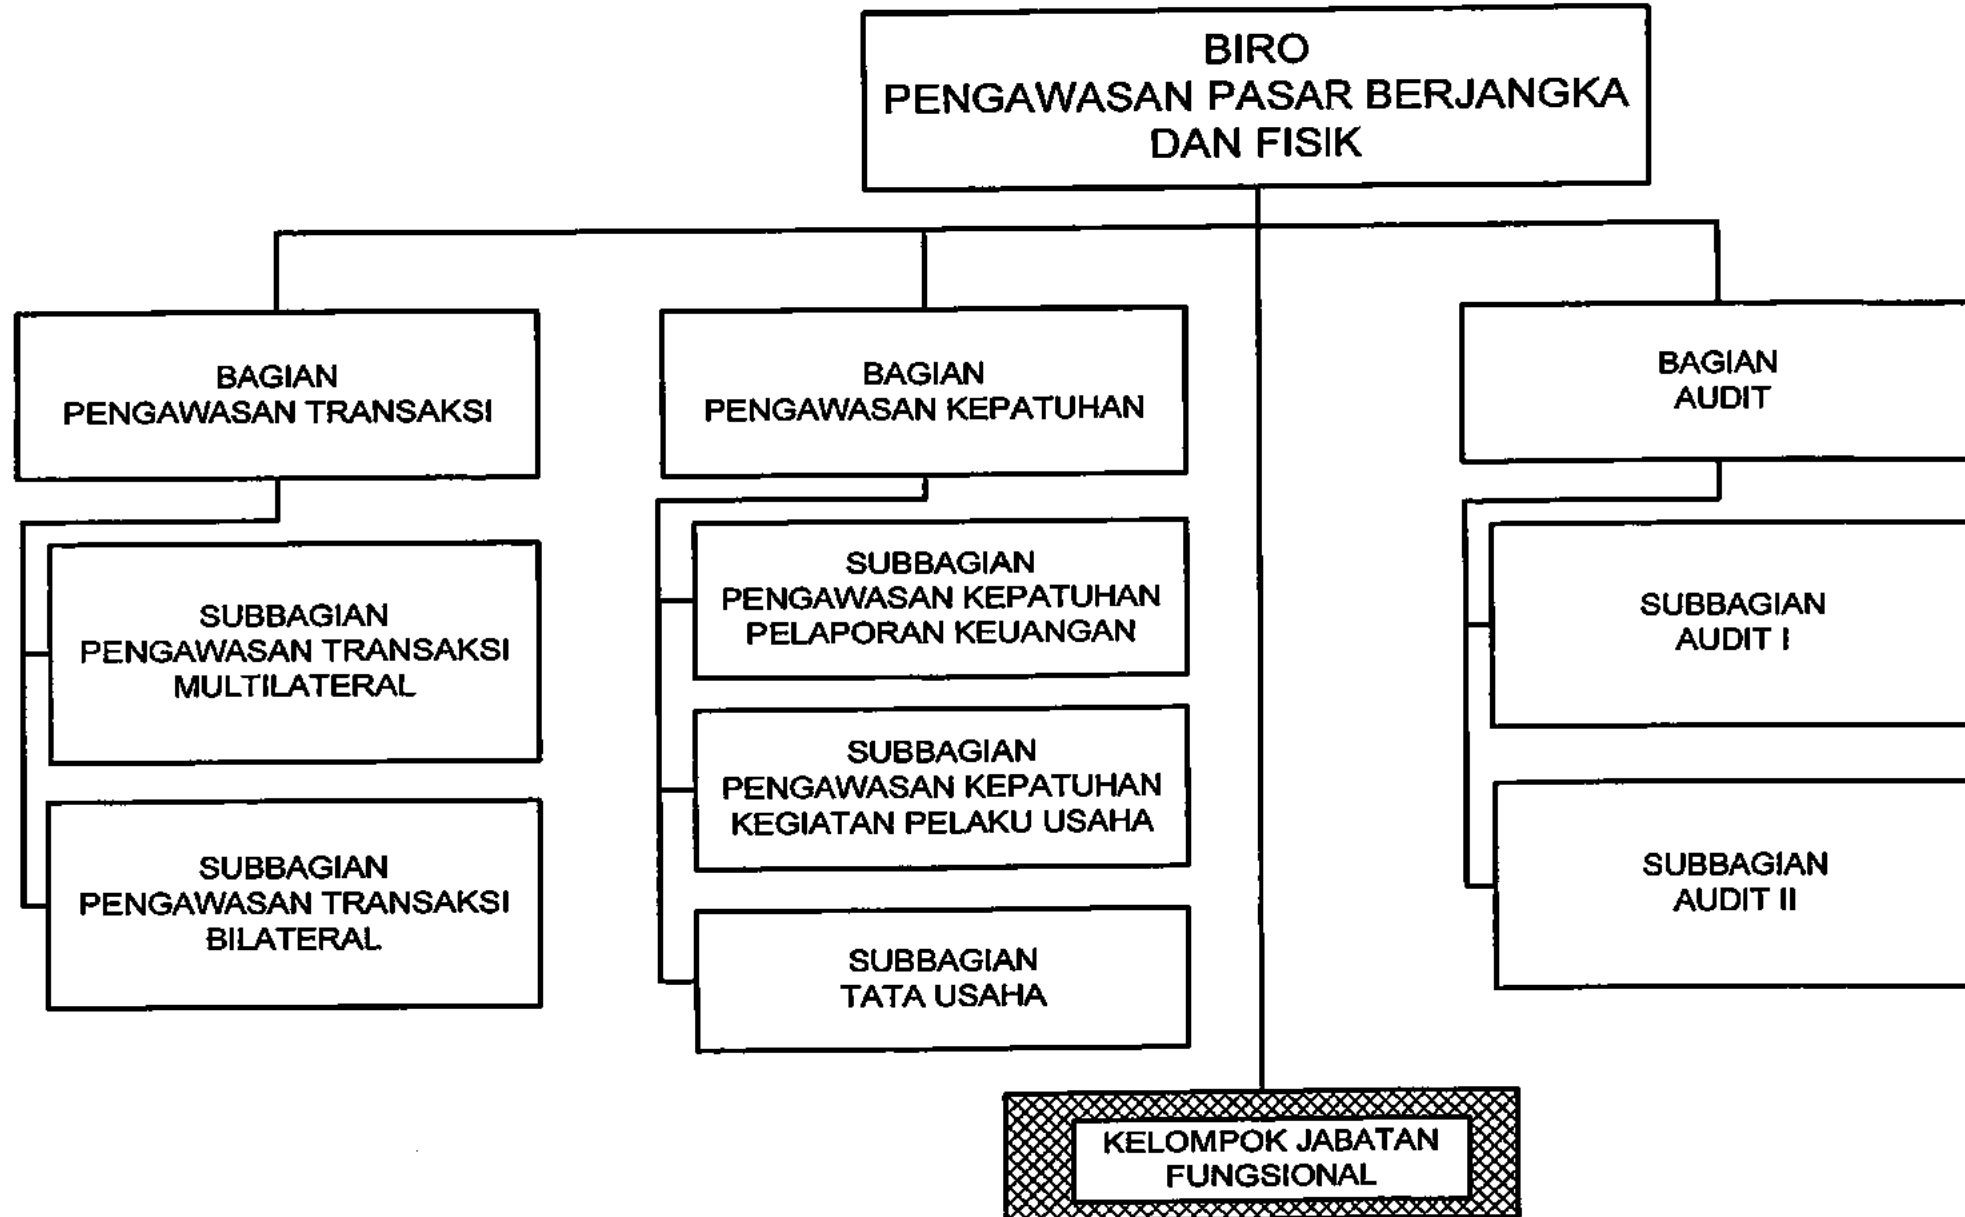 BIRO
PENGAWASAN PASAR BERJANGKA
DAN FISIK
BAGIAN
PENGAWASAN TRANSAKSI
SUBBAGIAN
PENGAWASAN TRANSAKSI
MULTILATERAL
SUBBAGIAN
PENGAWASAN TRANSAKSI
BILATERAL
BAGIAN
PENGAWASAN KEPATUHAN
SUBBAGIAN
PENGAWASAN KEPATUHAN
PELAPORAN KEUANGAN
SUBBAGIAN
PENGAWASAN KEPATUHAN
KEGIATAN PELAKU USAHA
SUBBAGIAN
TATA USAHA
BAGIAN
AUDIT
SUBBAGIAN
AUDIT I
SUBBAGIAN
AUDIT II
KELOMPOK JABATAN
FUNGSIONAL